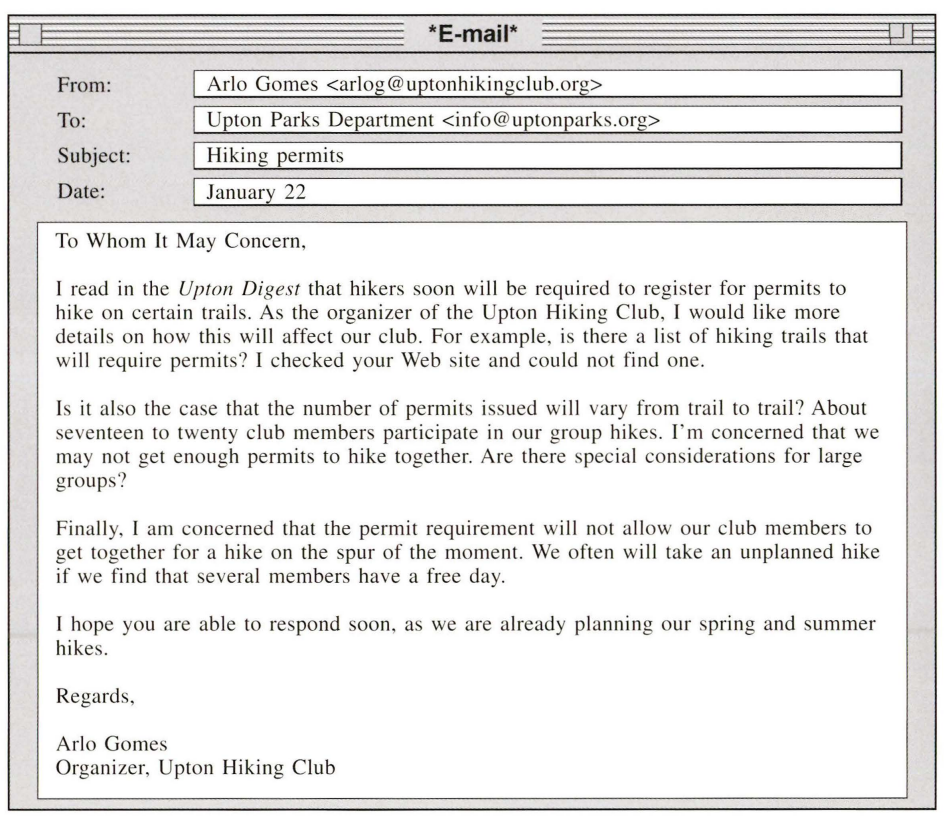 *E-mail*
From: Arlo Gomes <arlog@uptonhikingclub.org>
To: Upton Parks Department <info@uptonparks.org>
Subject: Hiking permits
Date: January 22
To Whom It May Concern,
I read in the Upton Digest that hikers soon will be required to register for permits to
hike on certain trails. As the organizer of the Upton Hiking Club, I would like more
details on how this will affect our club. For example, is there a list of hiking trails that
will require permits? I checked your Web site and could not find one.
Is it also the case that the number of permits issued will vary from trail to trail? About
seventeen to twenty club members participate in our group hikes. I'm concerned that we
may not get enough permits to hike together. Are there special considerations for large
groups?
Finally, I am concerned that the permit requirement will not allow our club members to
get together for a hike on the spur of the moment. We often will take an unplanned hike
if we find that several members have a free day.
I hope you are able to respond soon, as we are already planning our spring and summer
hikes.
Regards,
Arlo Gomes
Organizer, Upton Hiking Club